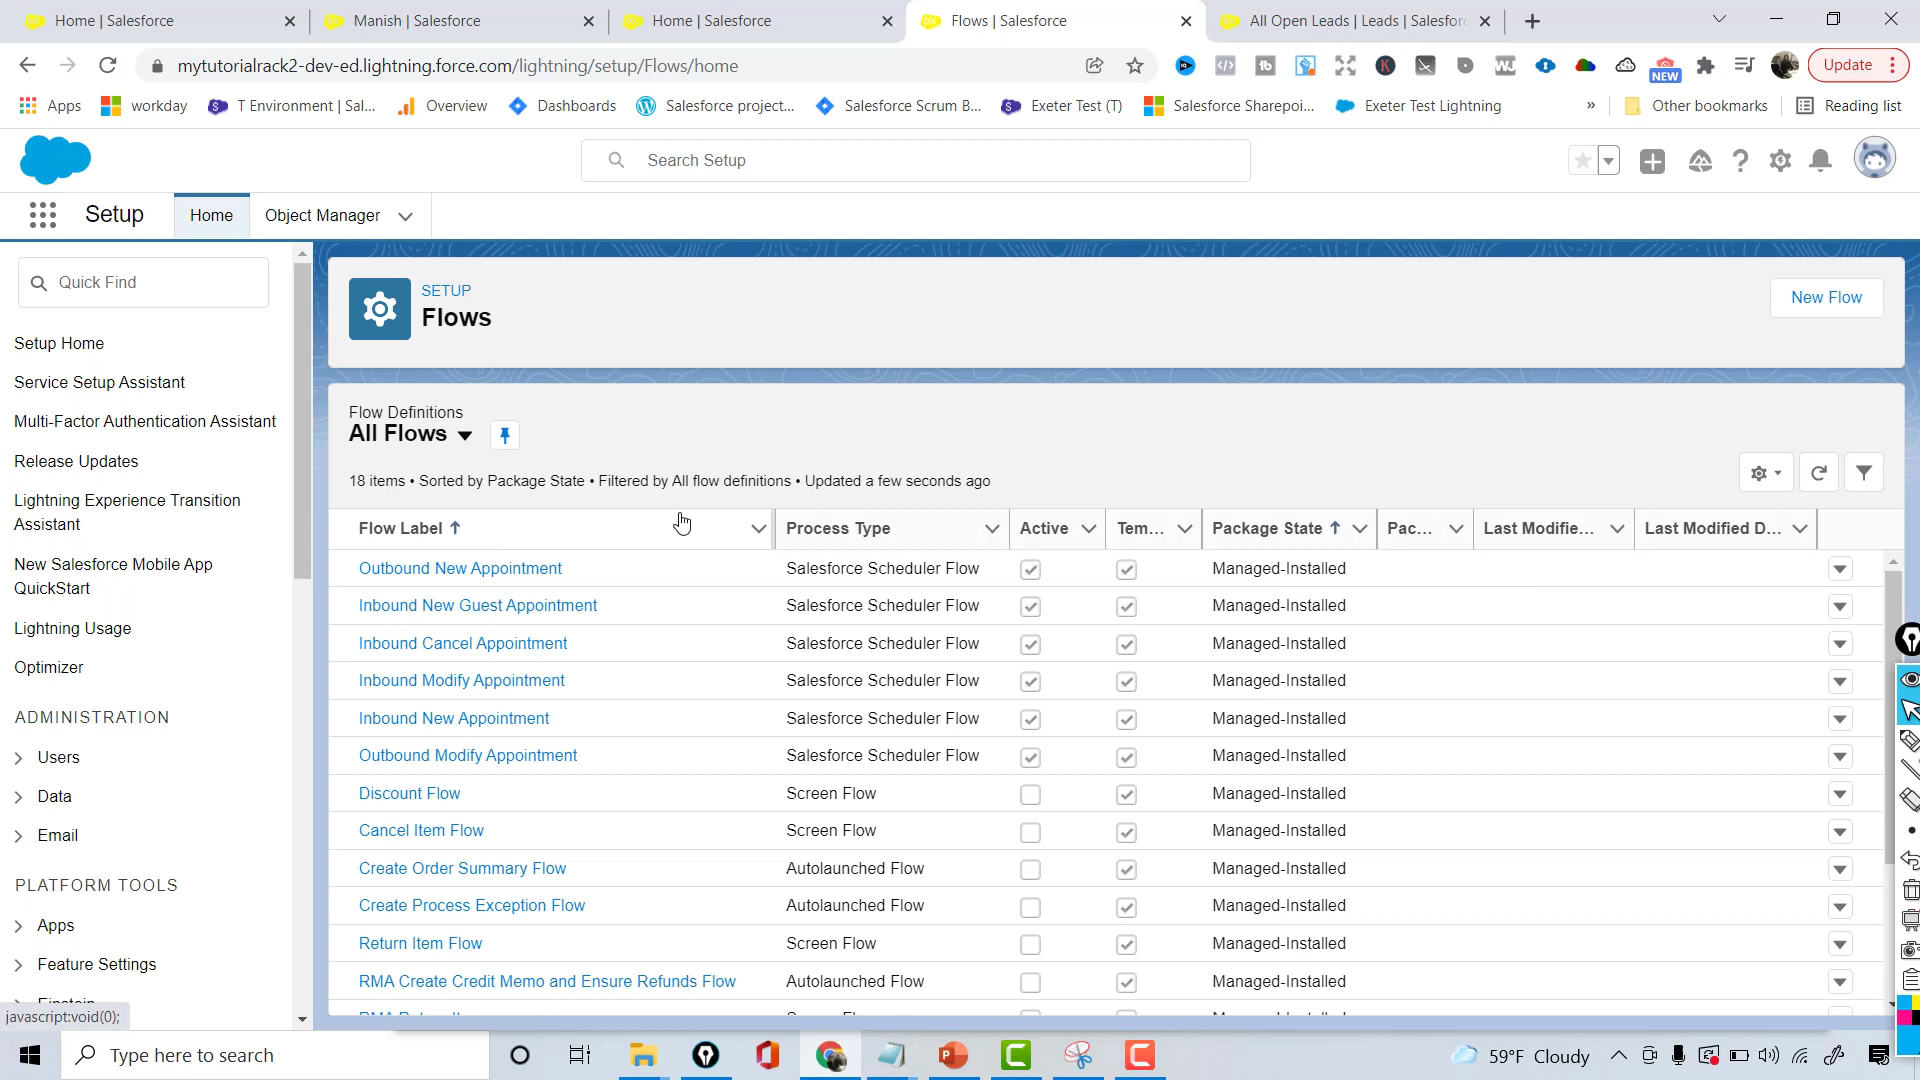 Home | Salesforce
Manish | Salesforce
Home | Salesforce
Flows | Salesforce
All Open Leads | Leads | Salesforc
mytutorialrack2-dev-ed.lightning.force.com/lightning/setup/Flows/home
NEW
Update
Apps
workday
T Environment | Sal...
Overview
Dashboards
Salesforce project...
Salesforce Scrum B...
Exeter Test (T)
Salesforce Sharepoi...
Exeter Test Lightning
»
Other bookmarks
Reading list
Search Setup
Setup
Home
Object Manager
Quick Find
Setup Home
Service Setup Assistant
Multi-Factor Authentication Assistant
Release Updates
Lightning Experience Transition
Assistant
New Salesforce Mobile App
QuickStart
Lightning Usage
Optimizer
ADMINISTRATION
Users
Data
Email
PLATFORM TOOLS
Apps
Feature Settings
Einstein
javascript:void(0);
SETUP
Flows
New Flow
Flow Definitions
All Flows
18 items • Sorted by Package State • Filtered by All flow definitions • Updated a few seconds ago
Flow Label Process Type Active Tem... Package State Pac... Last Modifie... Last Modified D...
Outbound New Appointment Salesforce Scheduler Flow Managed-Installed
Inbound New Guest Appointment Salesforce Scheduler Flow Managed-Installed
Inbound Cancel Appointment Salesforce Scheduler Flow Managed-Installed
Inbound Modify Appointment Salesforce Scheduler Flow Managed-Installed
Inbound New Appointment Salesforce Scheduler Flow Managed-Installed
Outbound Modify Appointment Salesforce Scheduler Flow Managed-Installed
Discount Flow Screen Flow Managed-Installed
Cancel Item Flow Screen Flow Managed-Installed
Create Order Summary Flow Autolaunched Flow Managed-Installed
Create Process Exception Flow Autolaunched Flow Managed-Installed
Return Item Flow Screen Flow Managed-Installed
RMA Create Credit Memo and Ensure Refunds Flow Autolaunched Flow Managed-Installed
Type here to search
59°F Cloudy